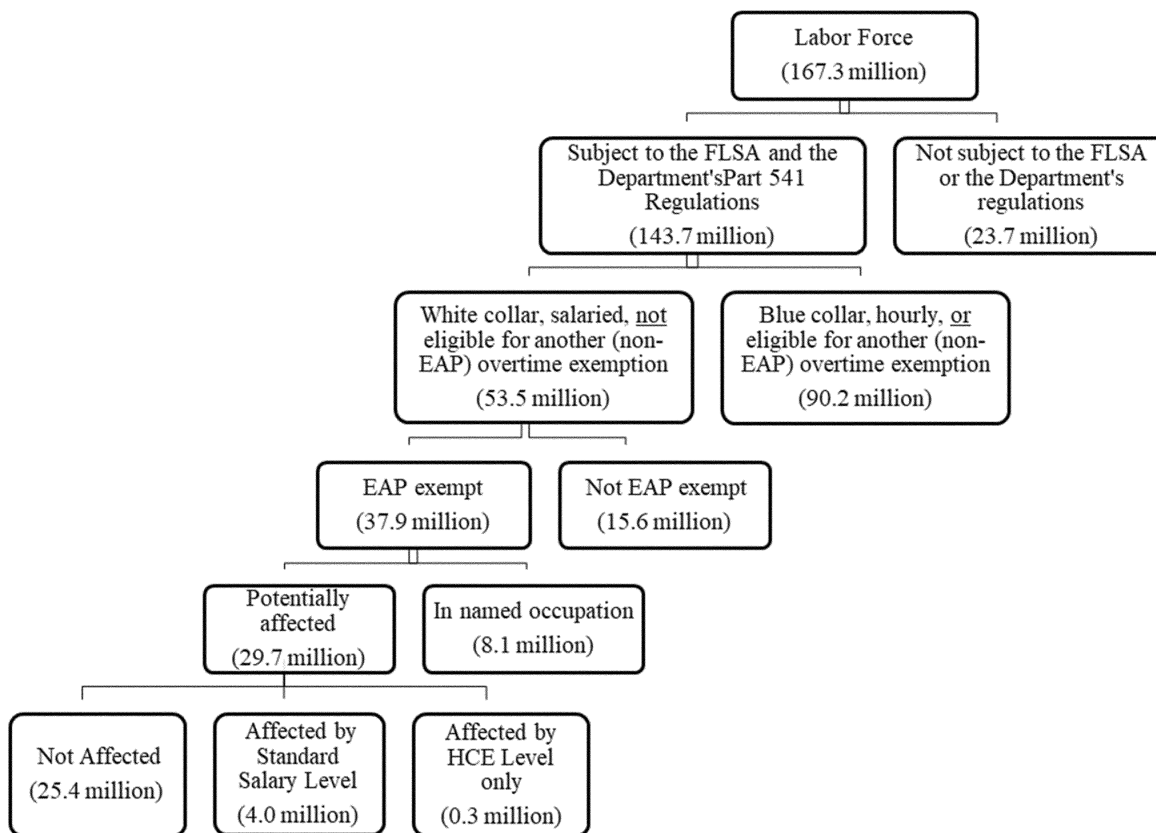 Labor Force
(167.3 million)
Subject to the FLSA and the
Department'sPart 541
Regulations
(143.7 million)
Not subject to the FLSA
or the Department's
regulations
(23.7 million)
White collar, salaried, not
eligible for another (non-
EAP) overtime exemption
(53.5 million)
Blue collar, hourly, or
eligible for another (non-
EAP) overtime exemption
(90.2 million)
EAP exempt
(37.9 million)
Not EAP exempt
(15.6 million)
Potentially
affected
(29.7 million)
In named occupation
(8.1 million)
Not Affected
(25.4 million)
Affected by
Standard
Salary Level
(4.0 million)
Affected by
HCE Level
only
(0.3 million)